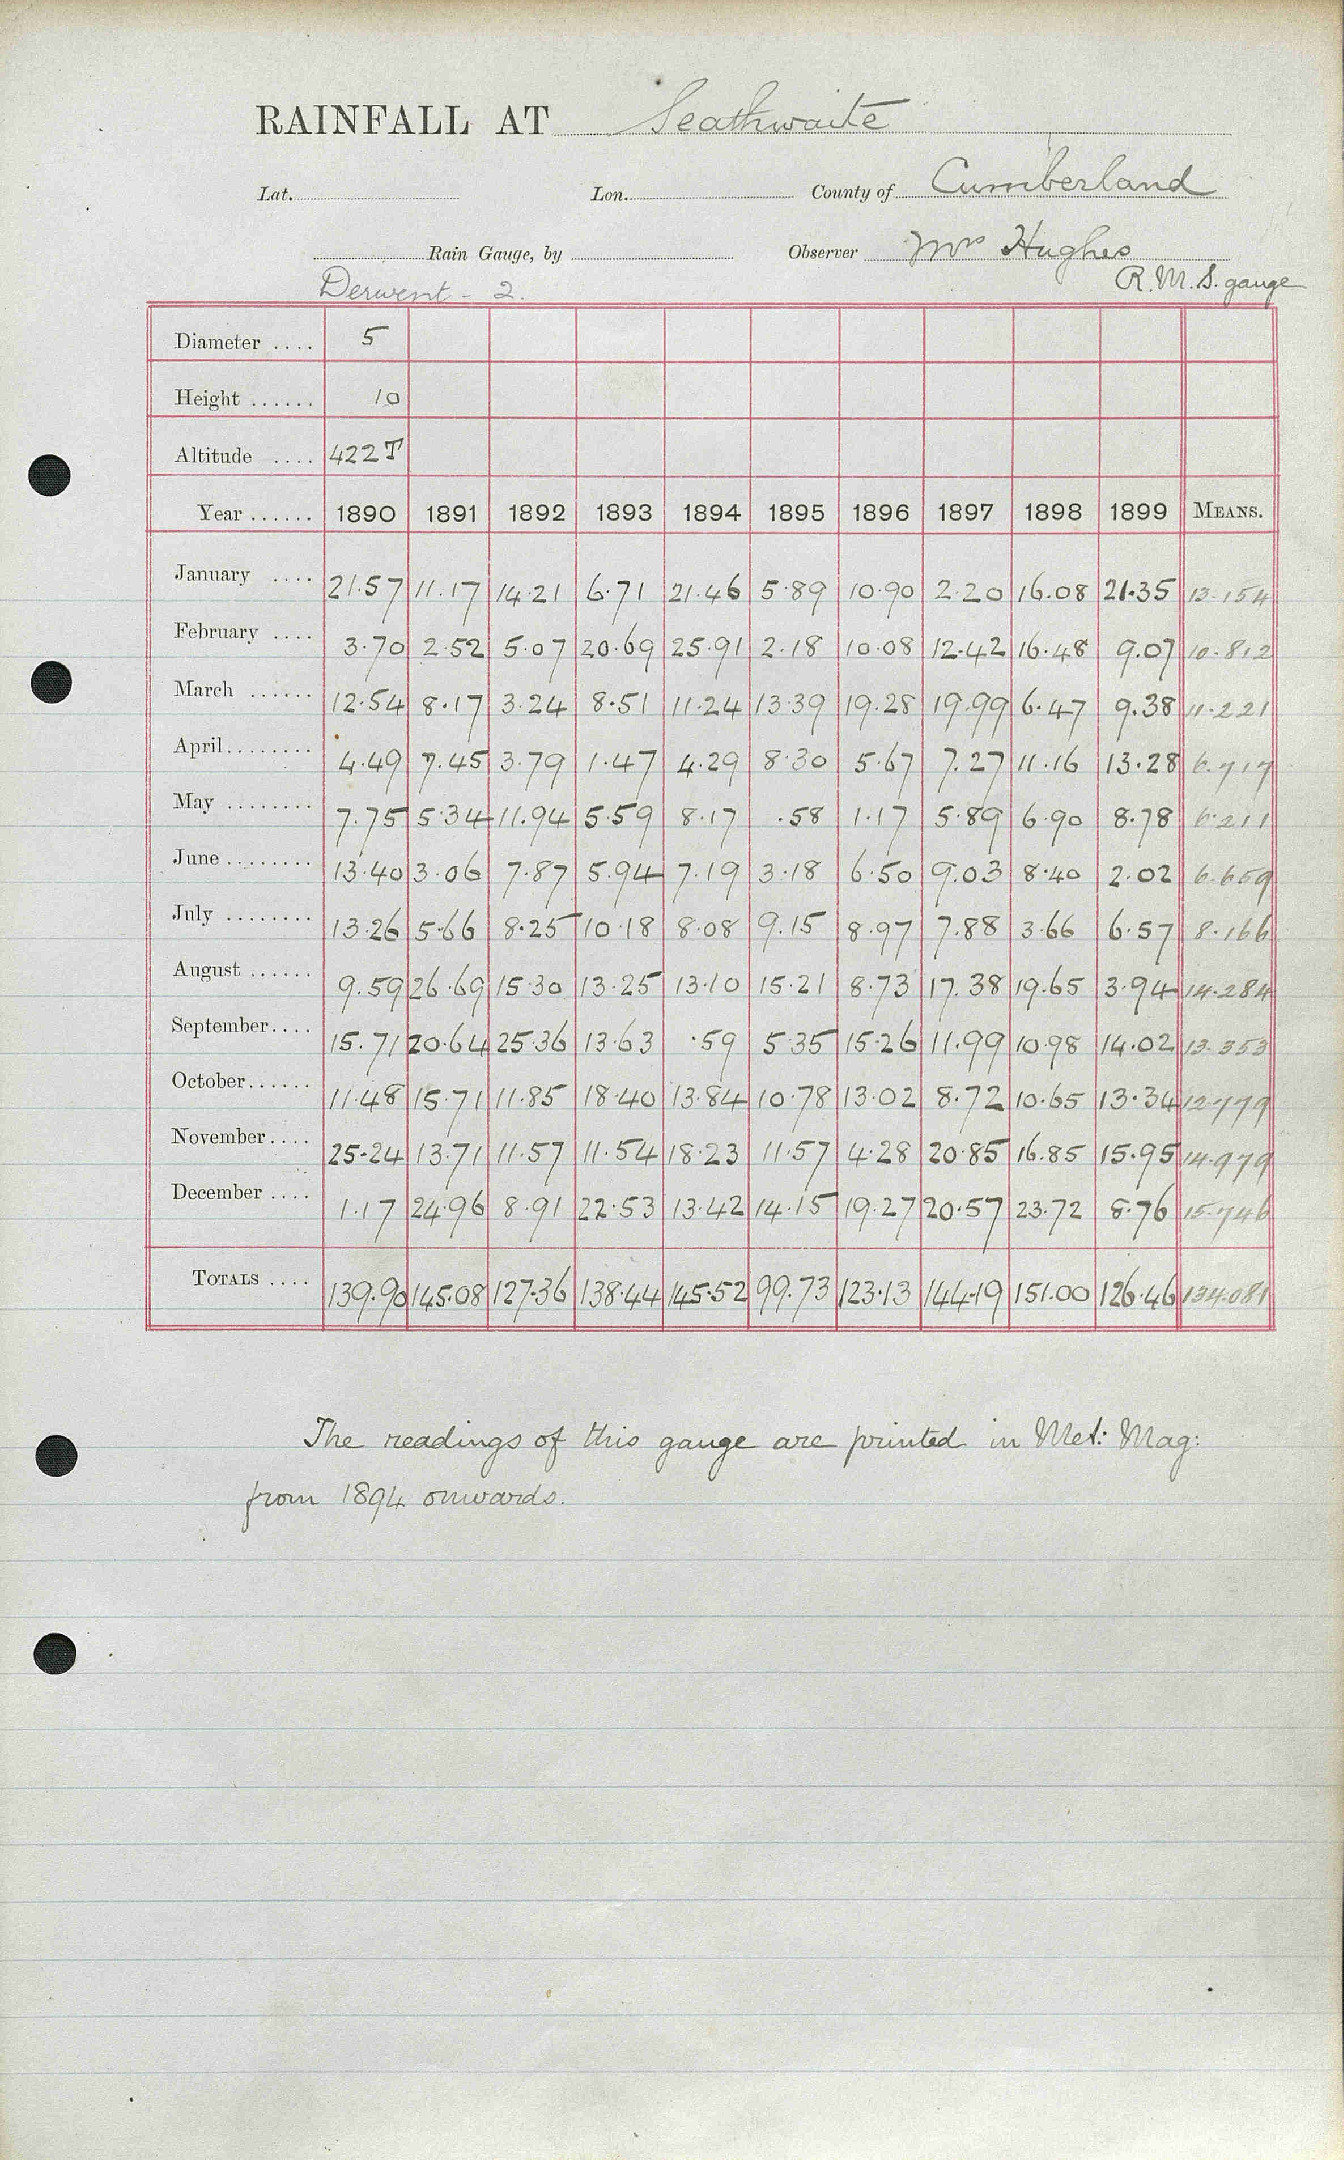 RAINFALL AT Seathwaite
Lat. Lon. County of Cumberland
Rain Gauge, by Observer Mrs Hughes
Derwent - 2. R.M.S. gauge
Diameter .... 5
Height ...... 10
Altitude .... 422T
Year ...... 1890 1891 1892 1893 1894 1895 1896 1897 1898 1899 MEANS.
January .... 21.57 11.17 14.21 6.71 21.46 5.89 10.90 2.20 16.08 21.35 13.154
February .... 3.70 2.52 5.07 20.69 25.91 2.18 10.08 12.42 16.48 9.07 10.812
March ...... 12.54 8.17 3.24 8.51 11.24 13.39 19.28 19.99 6.47 9.38 11.221
April ........ 4.49 7.45 3.79 1.47 4.29 8.30 5.67 7.27 11.16 13.28 6.717
May ........ 7.75 5.34 11.94 5.59 8.17 .58 1.17 5.89 6.90 8.78 6.211
June ........ 13.40 3.06 7.87 5.94 7.19 3.18 6.50 9.03 8.40 2.02 6.659
July ........ 13.26 5.66 8.25 10.18 8.08 9.15 8.97 7.88 3.66 6.57 8.166
August ...... 9.59 26.69 15.30 13.25 13.10 15.21 8.73 17.38 19.65 3.94 14.284
September .... 15.71 20.64 25.36 13.63 .59 5.35 15.26 11.99 10.98 14.02 13.353
October ...... 11.48 15.71 11.85 18.40 13.84 10.78 13.02 8.72 10.65 13.34 12.779
November .... 25.24 13.71 11.57 11.54 18.23 11.57 4.28 20.85 16.85 15.95 14.979
December .... 1.17 24.96 8.91 22.53 13.42 14.15 19.27 20.57 23.72 8.76 15.746
TOTALS .... 139.90 145.08 127.36 138.44 145.52 99.73 123.13 144.19 151.00 126.46 134.081
The readings of this gauge are printed in Met: Mag:
from 1894 onwards.